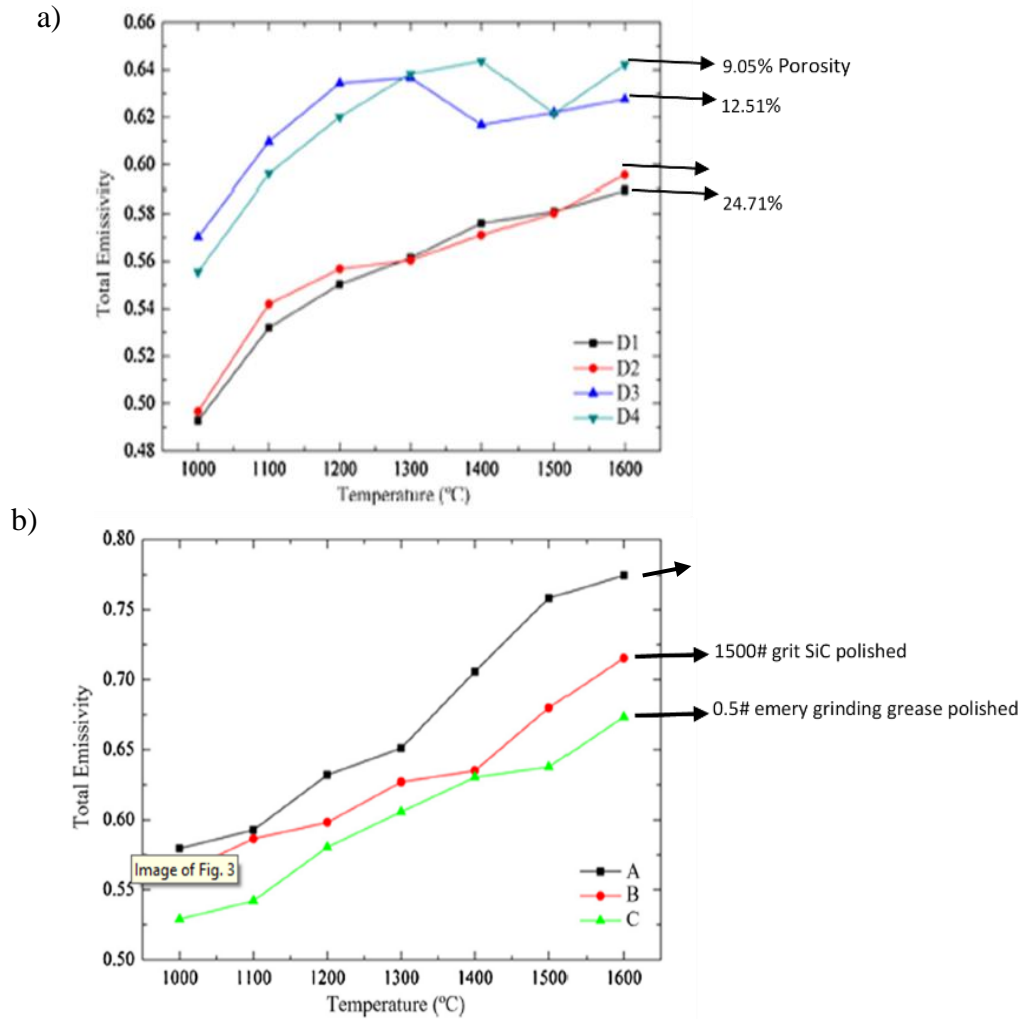 a)
0.66
0.64
0.62
0.60
0.58
0.56
0.54
0.52
0.50
0.48
Total Emissivity
1000 1100 1200 1300 1400 1500 1600
Temperature (ºC)
D1
D2
D3
D4
9.05% Porosity
12.51%
24.71%
b)
0.80
0.75
0.70
0.65
0.60
0.55
0.50
Total Emissivity
1000 1100 1200 1300 1400 1500 1600
Temperature (ºC)
Image of Fig. 3
A
B
C
1500# grit SiC polished
0.5# emery grinding grease polished